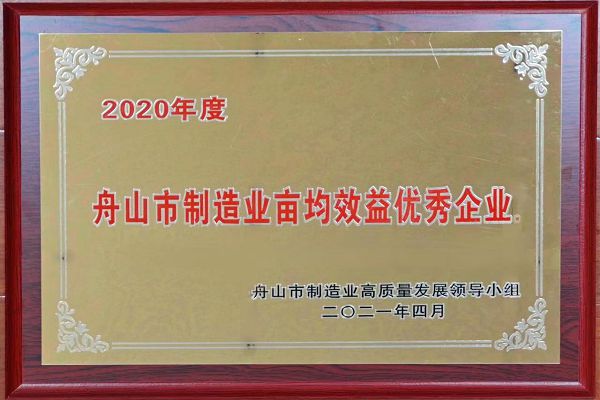 2020年度
舟山市制造业亩均效益优秀企业
舟山市制造业高质量发展领导小组
二〇二一年四月